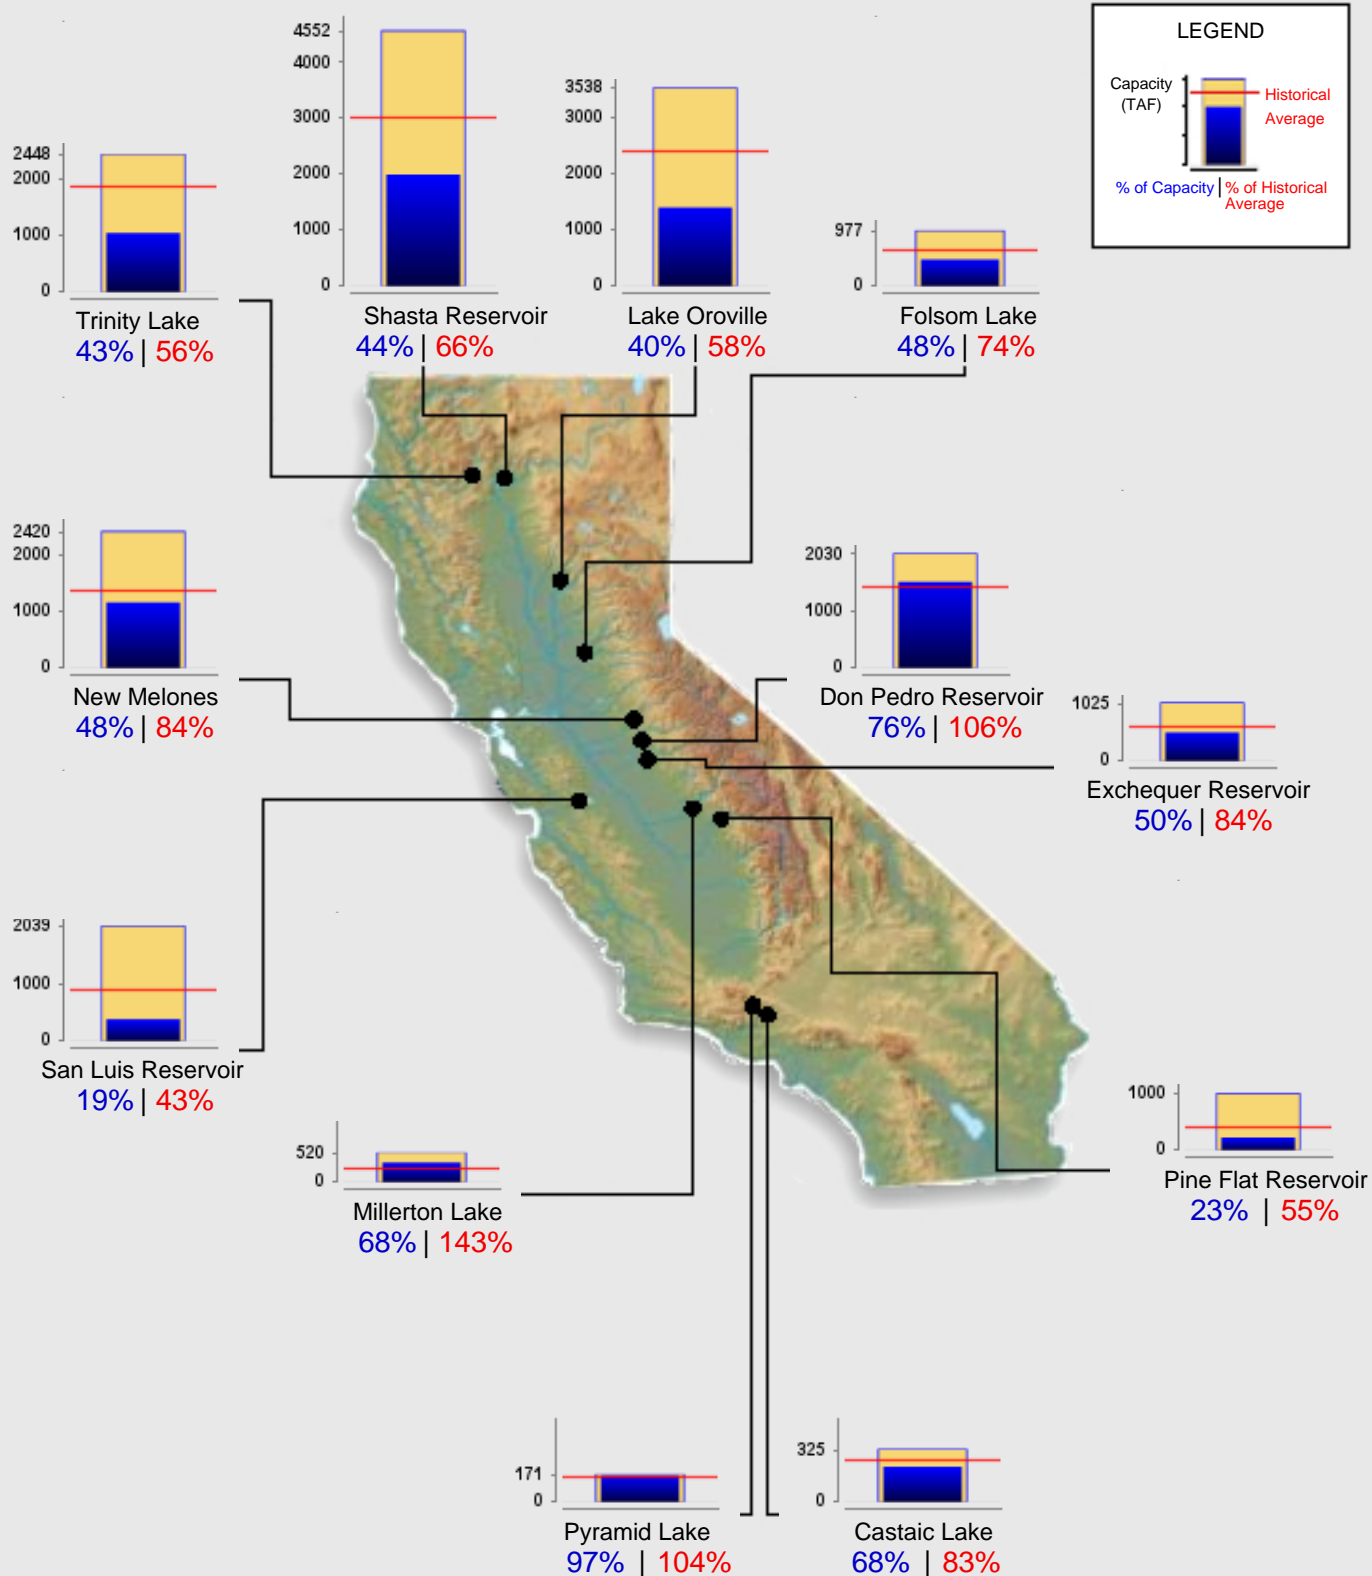 LEGEND
Capacity
(TAF)
Historical
Average
% of Capacity | % of Historical
Average
4552
4000
3000
2000
1000
0
Shasta Reservoir
44% | 66%
3538
3000
2000
1000
0
Lake Oroville
40% | 58%
2448
2000
1000
0
Trinity Lake
43% | 56%
977
0
Folsom Lake
48% | 74%
2420
2000
1000
0
New Melones
48% | 84%
2030
1000
0
Don Pedro Reservoir
76% | 106%
1025
0
Exchequer Reservoir
50% | 84%
2039
1000
0
San Luis Reservoir
19% | 43%
520
0
Millerton Lake
68% | 143%
1000
0
Pine Flat Reservoir
23% | 55%
171
0
Pyramid Lake
97% | 104%
325
0
Castaic Lake
68% | 83%